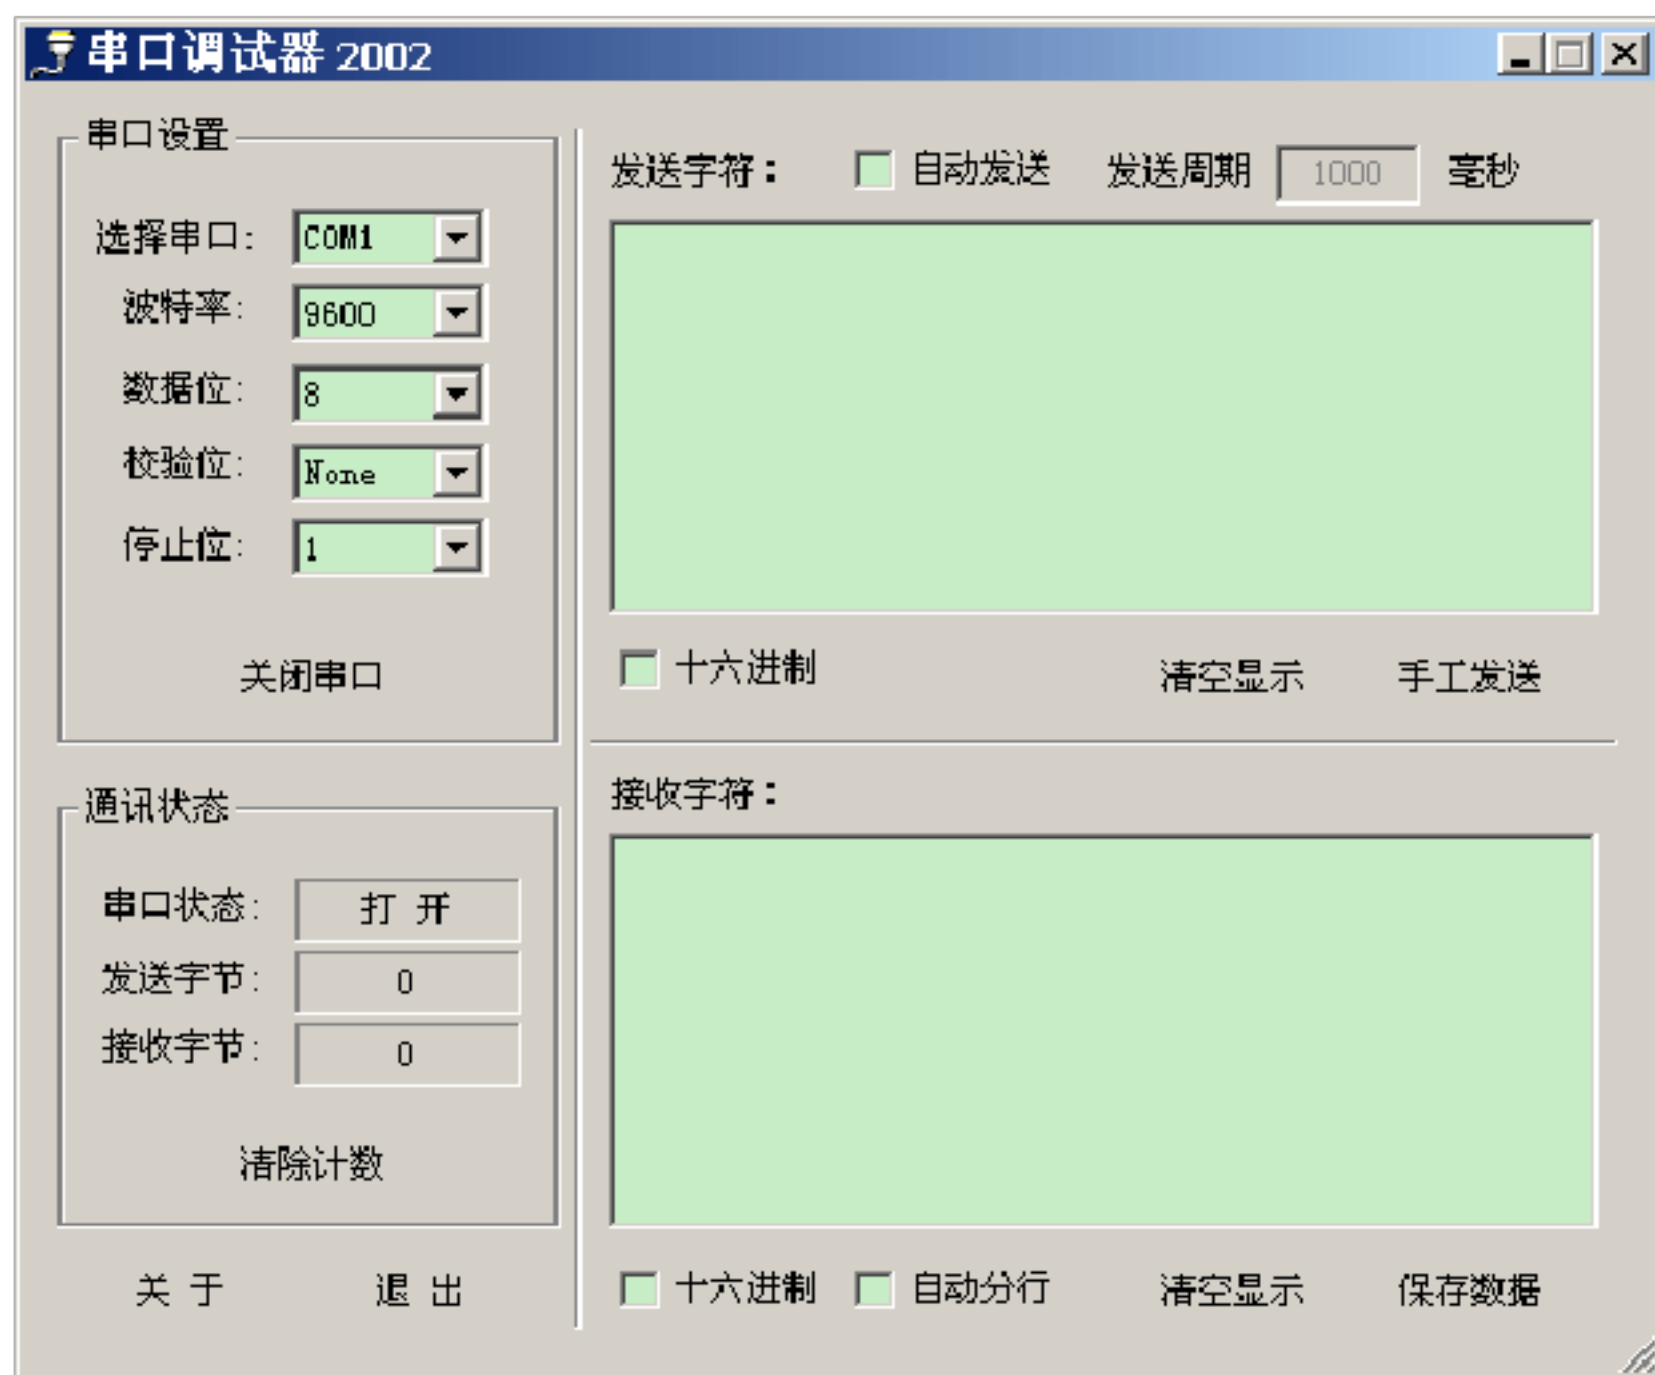 串口调试器 2002
串口设置
选择串口: COM1
波特率: 9600
数据位: 8
校验位: None
停止位: 1
关闭串口
通讯状态
串口状态: 打 开
发送字节: 0
接收字节: 0
清除计数
关 于 退 出
发送字符： 自动发送 发送周期 1000 毫秒
十六进制 清空显示 手工发送
接收字符：
十六进制 自动分行 清空显示 保存数据